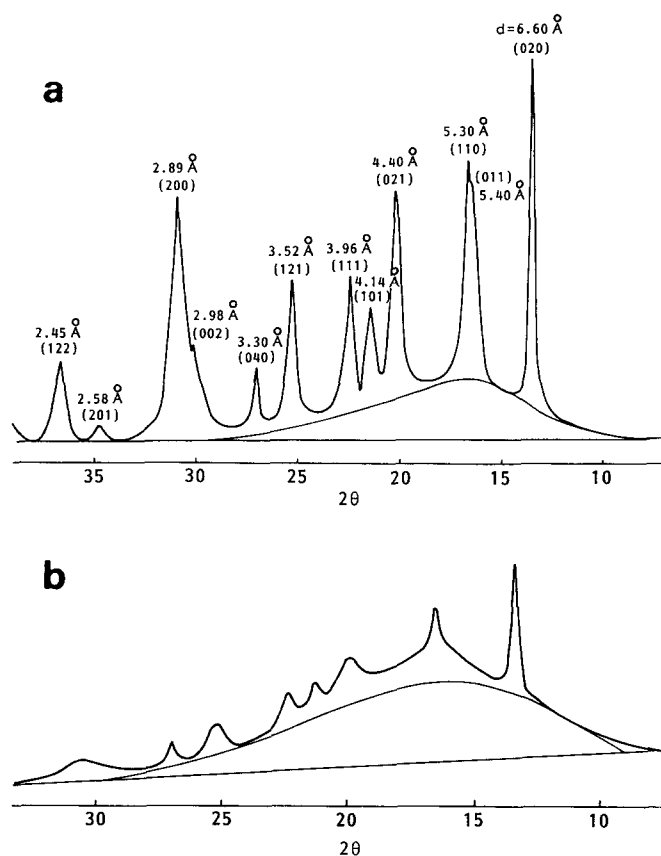 a
d=6.60 Å
(020)
5.30 Å
(110)
(011)
5.40 Å
4.40 Å
(021)
2.89 Å
(200)
3.52 Å
(121)
3.96 Å
(111)
4.14 Å
(101)
2.98 Å
(002)
3.30 Å
(040)
2.45 Å
(122)
2.58 Å
(201)
35 30 25 20 15 10
2θ
b
30 25 20 15 10
2θ